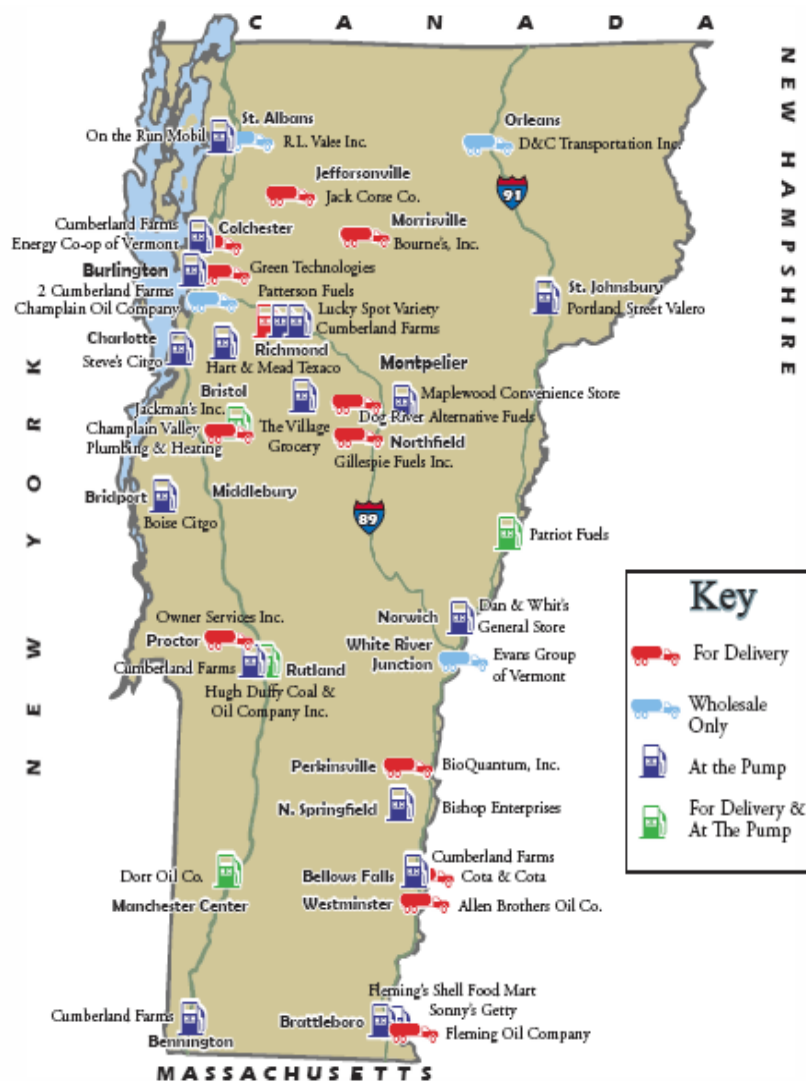 C A N A D A
NEW HAMPSHIRE
NEW YORK
St. Albans
On the Run Mobil
R.L. Valee Inc.
Orleans
D&C Transportation Inc.
Jeffersonville
Jack Corse Co.
91
Morrisville
Bourne's, Inc.
Cumberland Farms
Energy Co-op of Vermont
Colchester
Burlington
Green Technologies
2 Cumberland Farms
Champlain Oil Company
Patterson Fuels
Lucky Spot Variety
Cumberland Farms
Richmond
St. Johnsbury
Portland Street Valero
Charlotte
Steve's Citgo
Hart & Mead Texaco
Montpelier
Maplewood Convenience Store
Dog River Alternative Fuels
Bristol
Jackman's Inc.
Champlain Valley
Plumbing & Heating
The Village
Grocery
Northfield
Gillespie Fuels Inc.
Middlebury
Bridport
Boise Citgo
89
Patriot Fuels
Norwich
Dan & Whit's
General Store
White River
Junction
Evans Group
of Vermont
Owner Services Inc.
Proctor
Cumberland Farms
Rutland
Hugh Duffy Coal &
Oil Company Inc.
Perkinsville
BioQuantum, Inc.
N. Springfield
Bishop Enterprises
Dorr Oil Co.
Manchester Center
Bellows Falls
Cumberland Farms
Cota & Cota
Westminster
Allen Brothers Oil Co.
Cumberland Farms
Bennington
Brattleboro
Fleming's Shell Food Mart
Sonny's Getty
Fleming Oil Company
MASSACHUSETTS
Key
For Delivery
Wholesale
Only
At the Pump
For Delivery &
At The Pump